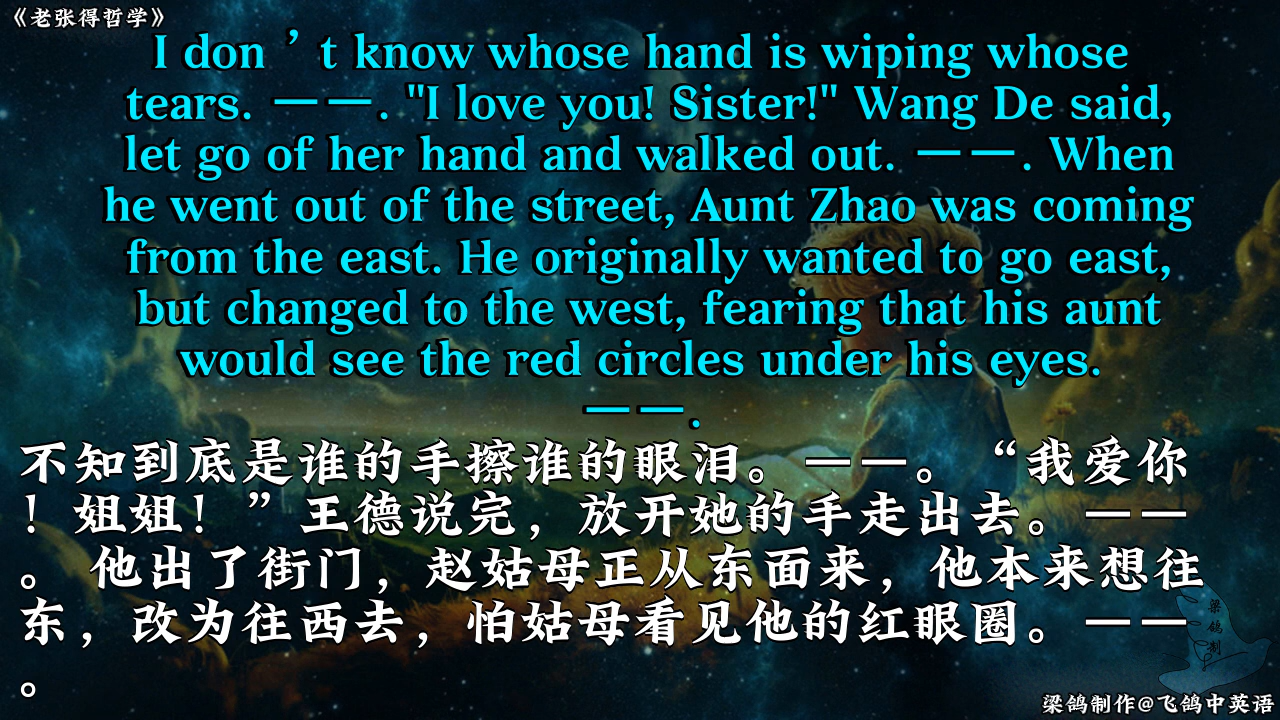 《老张得哲学》
I don ’ t know whose hand is wiping whose
tears. ——. "I love you! Sister!" Wang De said,
let go of her hand and walked out. ——. When
he went out of the street, Aunt Zhao was coming
from the east. He originally wanted to go east,
but changed to the west, fearing that his aunt
would see the red circles under his eyes.
——.
不知到底是谁的手擦谁的眼泪。——。“我爱你
！姐姐！”王德说完，放开她的手走出去。——
。他出了街门，赵姑母正从东面来，他本来想往
东，改为往西去，怕姑母看见他的红眼圈。——
。
梁鸽制
梁鸽制作@飞鸽中英语